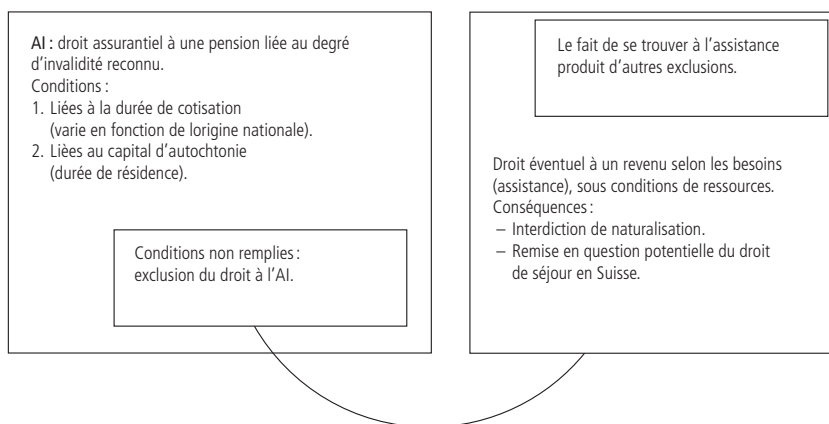 AI : droit assurantiel à une pension liée au degré
d’invalidité reconnu.
Conditions :
1. Liées à la durée de cotisation
(varie en fonction de lorigine nationale).
2. Lièes au capital d’autochtonie
(durée de résidence).
Conditions non remplies :
exclusion du droit à l’AI.
Le fait de se trouver à l’assistance
produit d’autres exclusions.
Droit éventuel à un revenu selon les besoins
(assistance), sous conditions de ressources.
Conséquences :
– Interdiction de naturalisation.
– Remise en question potentielle du droit
de séjour en Suisse.